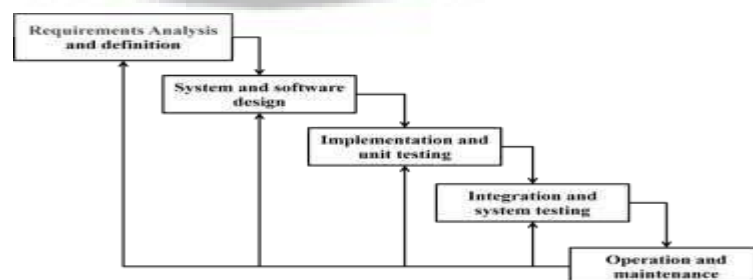 Requirements Analysis
and definition
System and software
design
Implementation and
unit testing
Integration and
system testing
Operation and
maintenance